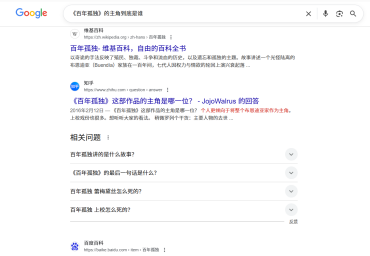 Google
《百年孤独》的主角到底是谁
维基百科
https://zh.wikipedia.org › zh-hans › 百年孤独
百年孤独- 维基百科，自由的百科全书
知乎
https://www.zhihu.com › question › answer
《百年孤独》这部作品的主角是哪一位？ - JojoWalrus 的回答
2016年2月12日 — 《百年孤独》这部作品的主角是哪一位？ 个人更倾向于将整个布恩迪亚家族作为主角。
相关问题
百年孤独讲的是什么故事?
《百年孤独》的最后一句话是什么?
百年孤独 蕾梅黛丝怎么死的?
百年孤独 上校怎么死的?
反馈
百度百科
https://baike.baidu.com › item › 百年孤独